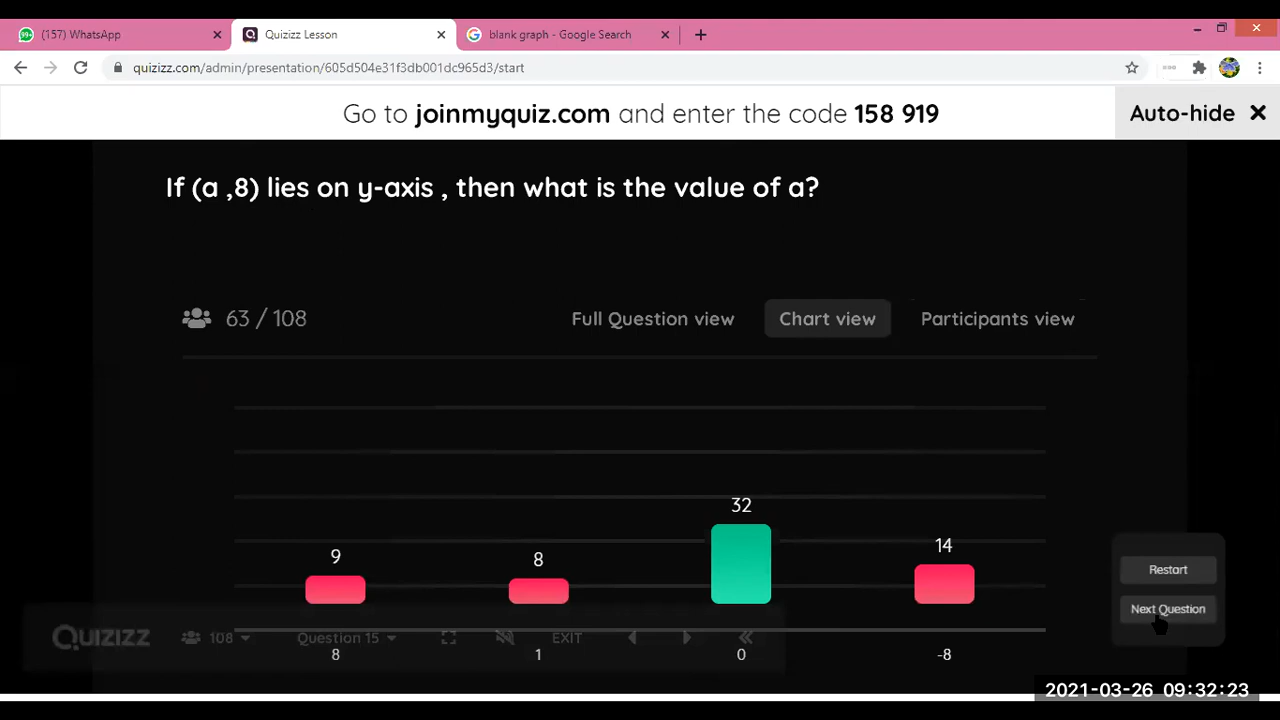 99+ (157) WhatsApp
Quizizz Lesson
blank graph - Google Search
quizizz.com/admin/presentation/605d504e31f3db001dc965d3/start
Go to joinmyquiz.com and enter the code 158 919
Auto-hide
If (a ,8) lies on y-axis , then what is the value of a?
63 / 108
Full Question view
Chart view
Participants view
9
8
32
14
Restart
Next Question
Quizizz
108
Question 15
EXIT
8
1
0
-8
2021-03-26 09:32:23